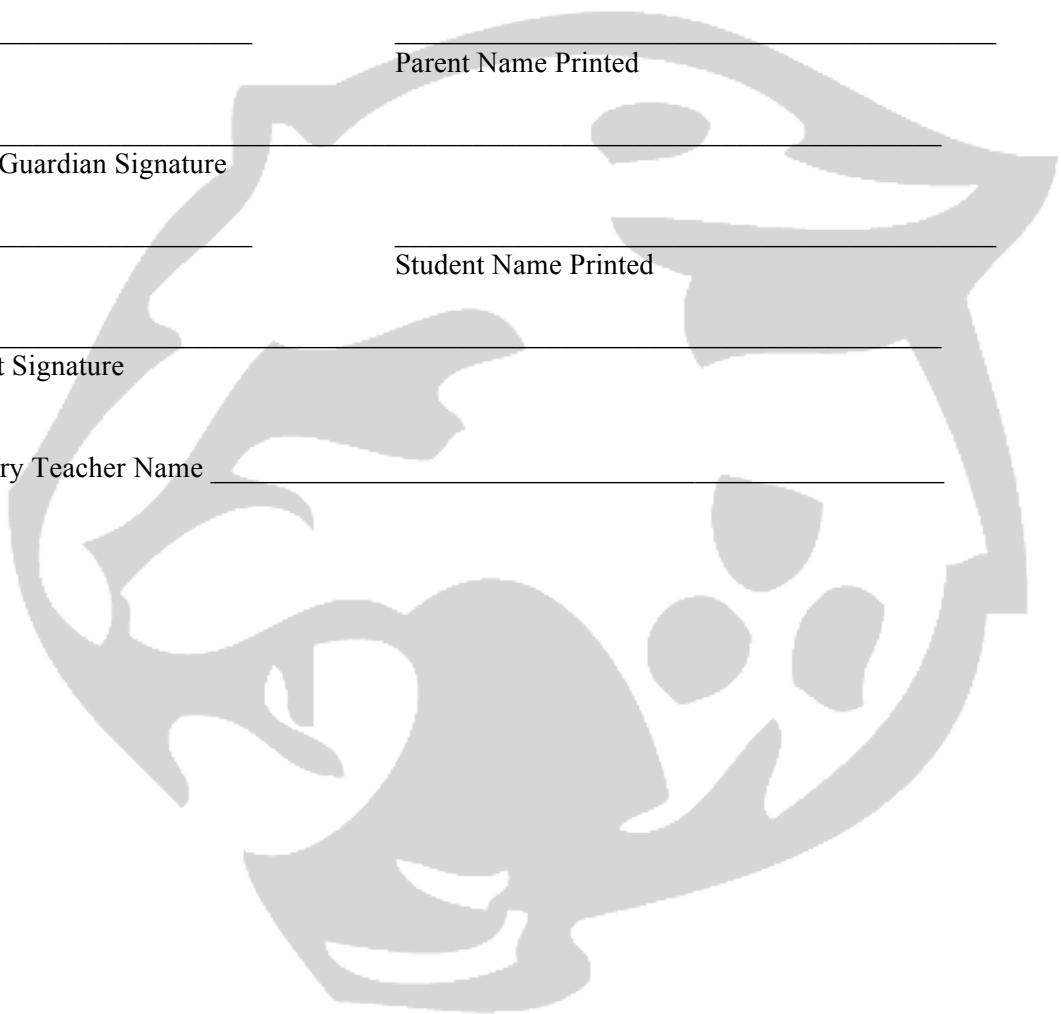 Parent Name Printed
Guardian Signature
Student Name Printed
t Signature
ry Teacher Name